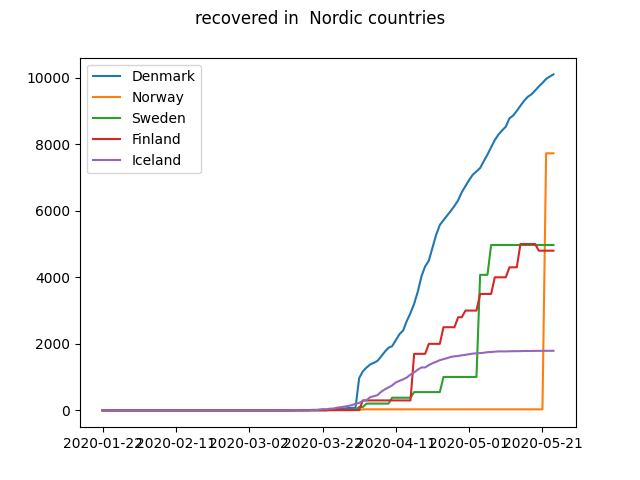 recovered in  Nordic countries
Denmark
Norway
Sweden
Finland
Iceland
10000
8000
6000
4000
2000
0
2020-01-22 2020-02-11 2020-03-02 2020-03-22 2020-04-11 2020-05-01 2020-05-21